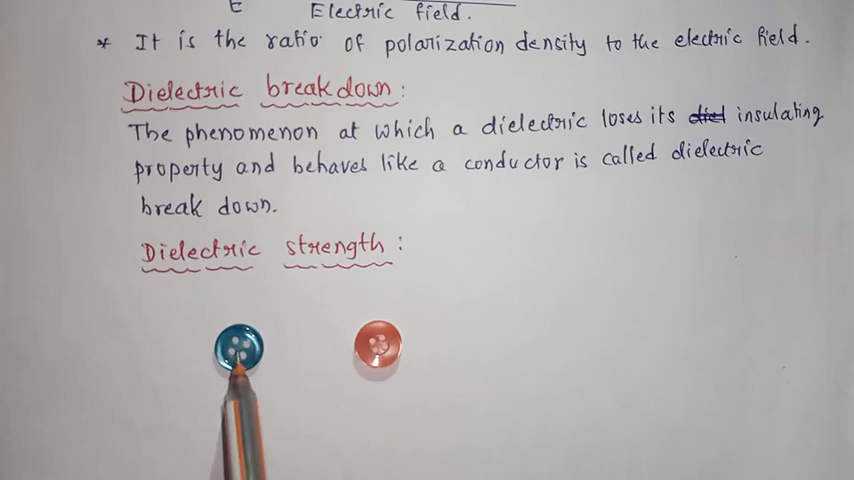 E Electric field.
* It is the ratio of polarization density to the electric field.
Dielectric breakdown:
The phenomenon at which a dielectric loses its insulating
property and behaves like a conductor is called dielectric
break down.
Dielectric strength: